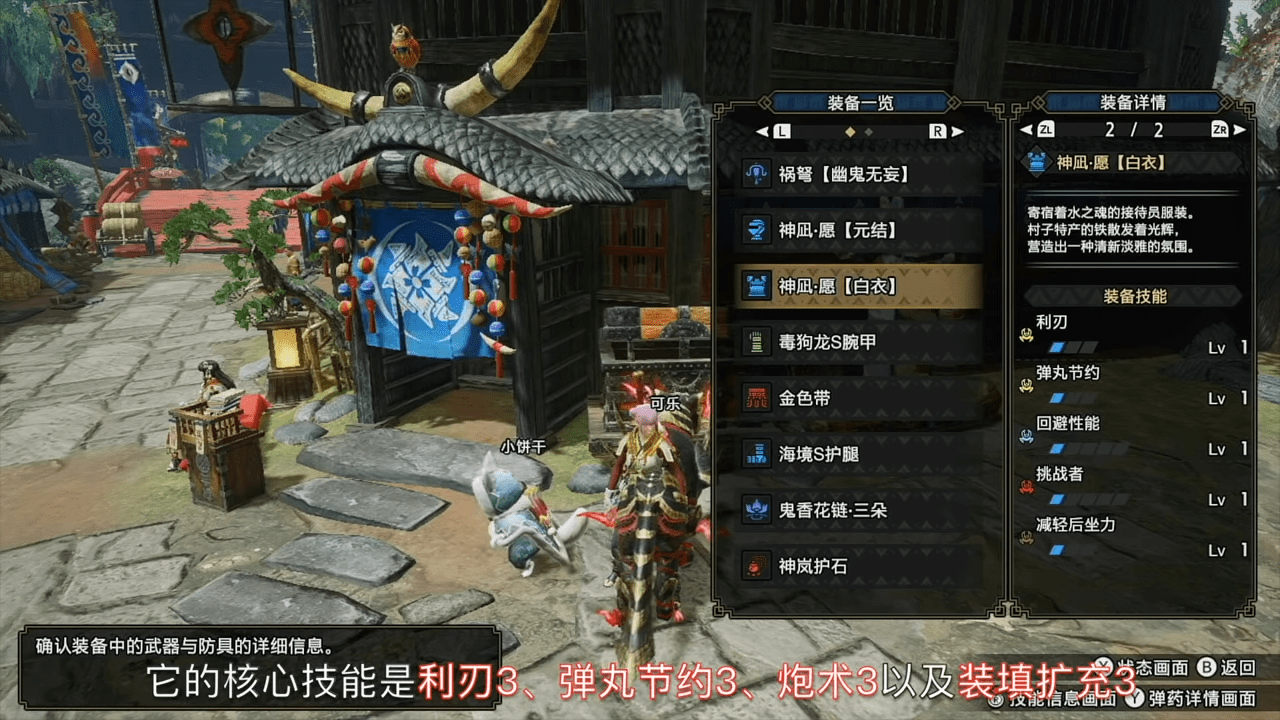 装备一览
L
R
祸弩【幽鬼无妄】
神凪·愿【元结】
神凪·愿【白衣】
毒狗龙S腕甲
金色带
海境S护腿
鬼香花链·三朵
神岚护石
装备详情
ZL 2 / 2 ZR
神凪·愿【白衣】
寄宿着水之魂的接待员服装。
村子特产的铁散发着光辉，
营造出一种清新淡雅的氛围。
装备技能
利刃
Lv 1
弹丸节约
Lv 1
回避性能
Lv 1
挑战者
Lv 1
减轻后坐力
Lv 1
可乐
小饼干
确认装备中的武器与防具的详细信息。
它的核心技能是利刃3、弹丸节约3、炮术3以及装填扩充3
X 状态画面 B 返回
技能信息画面 Y 弹药详情画面